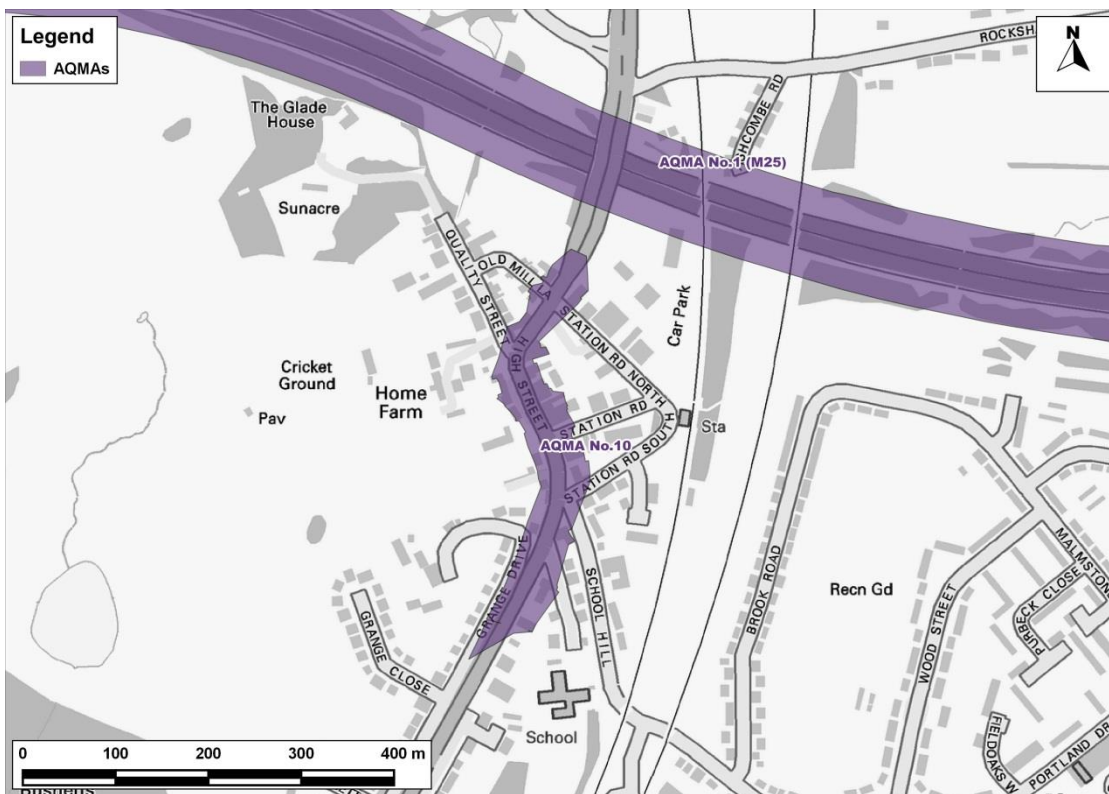 Legend
AQMAs
N
ROCKSH
The Glade
House
SHCOMBE RD
AQMA No.1 (M25)
Sunacre
QUALITY STREET
OLD MILL LA
STATION RD NORTH
Car Park
HIGH STREET
Cricket
Ground
Home
Farm
Pav
STATION RD
Sta
AQMA No.10
STATION RD SOUTH
MALMSTON
GRANGE DRIVE
SCHOOL HILL
BROOK ROAD
Recn Gd
WOOD STREET
PURBECK CLOSE
GRANGE CLOSE
School
FIELDOAKS W
PORTLAND DR
0 100 200 300 400 m